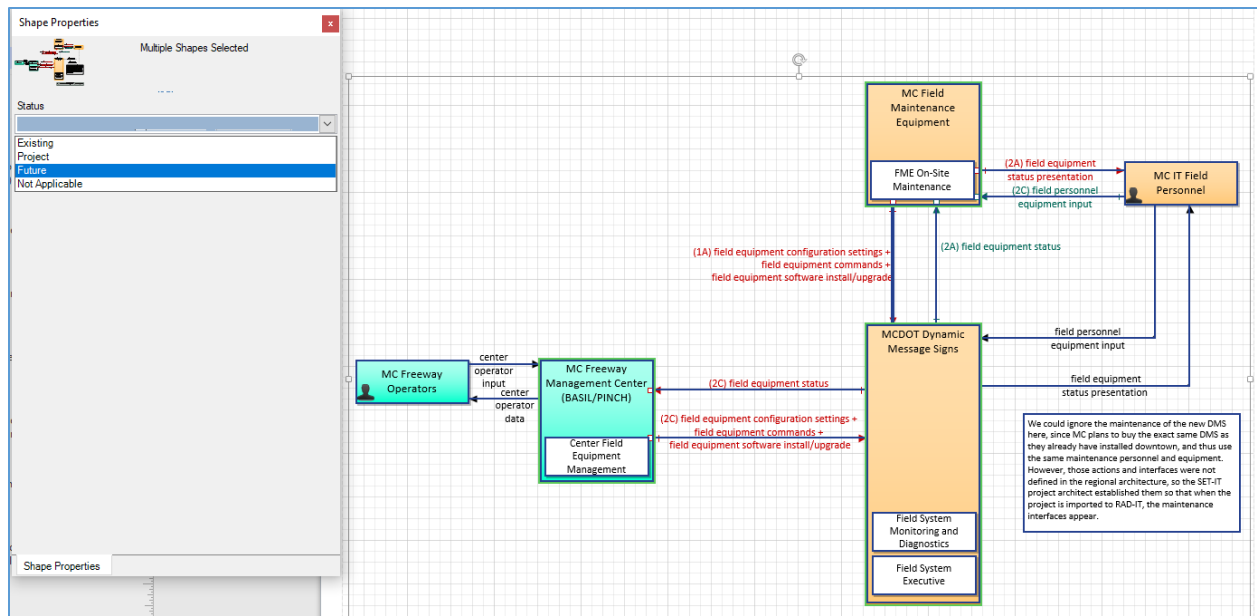 Shape Properties
x
Multiple Shapes Selected
Status
Existing
Project
Future
Not Applicable
Shape Properties
MC Field
Maintenance
Equipment
FME On-Site
Maintenance
(2A) field equipment
status presentation
(2C) field personnel
equipment input
MC IT Field
Personnel
(1A) field equipment configuration settings +
field equipment commands +
field equipment software install/upgrade
(2A) field equipment status
MCDOT Dynamic
Message Signs
field personnel
equipment input
field equipment
status presentation
MC Freeway
Operators
center
operator
input
center
operator
data
MC Freeway
Management Center
(BASIL/PINCH)
Center Field
Equipment
Management
(2C) field equipment status
(2C) field equipment configuration settings +
field equipment commands +
field equipment software install/upgrade
Field System
Monitoring and
Diagnostics
Field System
Executive
We could ignore the maintenance of the new DMS
here, since MC plans to buy the exact same DMS as
they already have installed downtown, and thus use
the same maintenance personnel and equipment.
However, those actions and interfaces were not
defined in the regional architecture, so the SET-IT
project architect established them so that when the
project is imported to RAD-IT, the maintenance
interfaces appear.